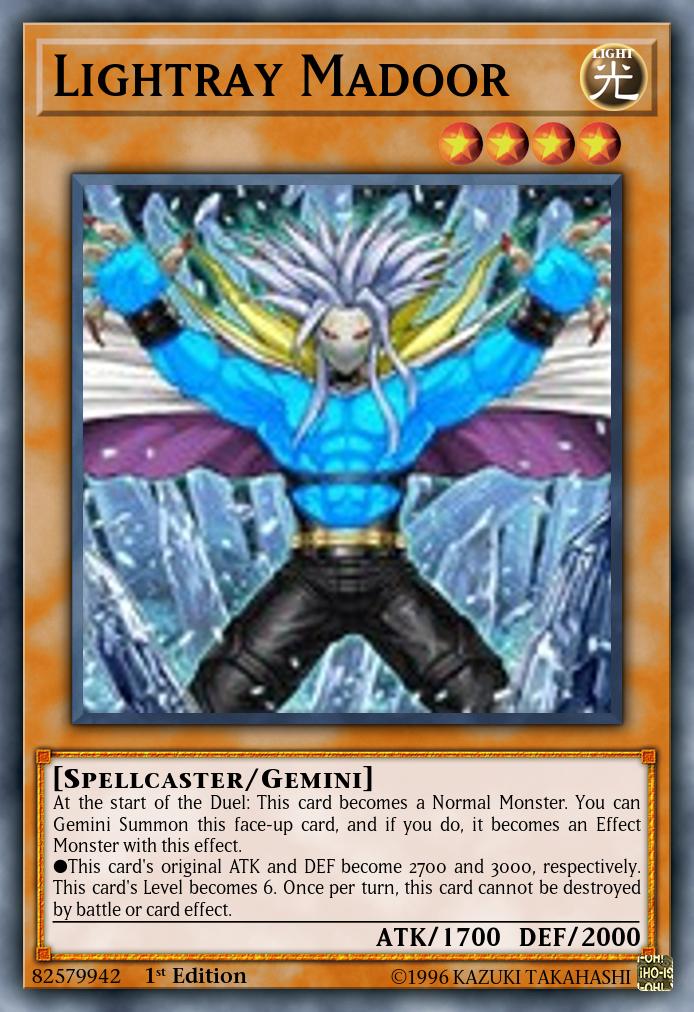 Lightray Madoor
LIGHT
光
[Spellcaster/Gemini]
At the start of the Duel: This card becomes a Normal Monster. You can
Gemini Summon this face-up card, and if you do, it becomes an Effect
Monster with this effect.
●This card's original ATK and DEF become 2700 and 3000, respectively.
This card's Level becomes 6. Once per turn, this card cannot be destroyed
by battle or card effect.
ATK/1700 DEF/2000
82579942 1st Edition ©1996 KAZUKI TAKAHASHI